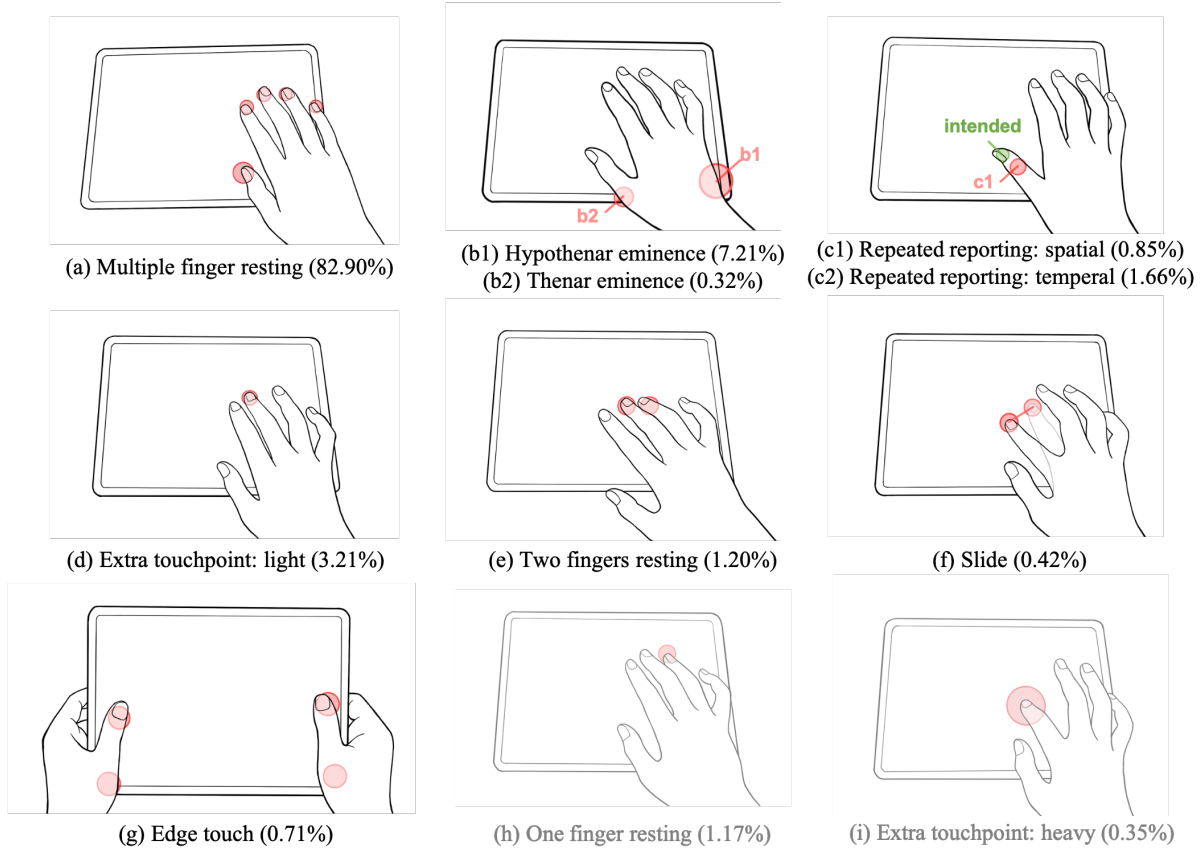 (a) Multiple finger resting (82.90%)
b1
b2
(b1) Hypothenar eminence (7.21%)
(b2) Thenar eminence (0.32%)
intended
c1
(c1) Repeated reporting: spatial (0.85%)
(c2) Repeated reporting: temperal (1.66%)
(d) Extra touchpoint: light (3.21%)
(e) Two fingers resting (1.20%)
(f) Slide (0.42%)
(g) Edge touch (0.71%)
(h) One finger resting (1.17%)
(i) Extra touchpoint: heavy (0.35%)